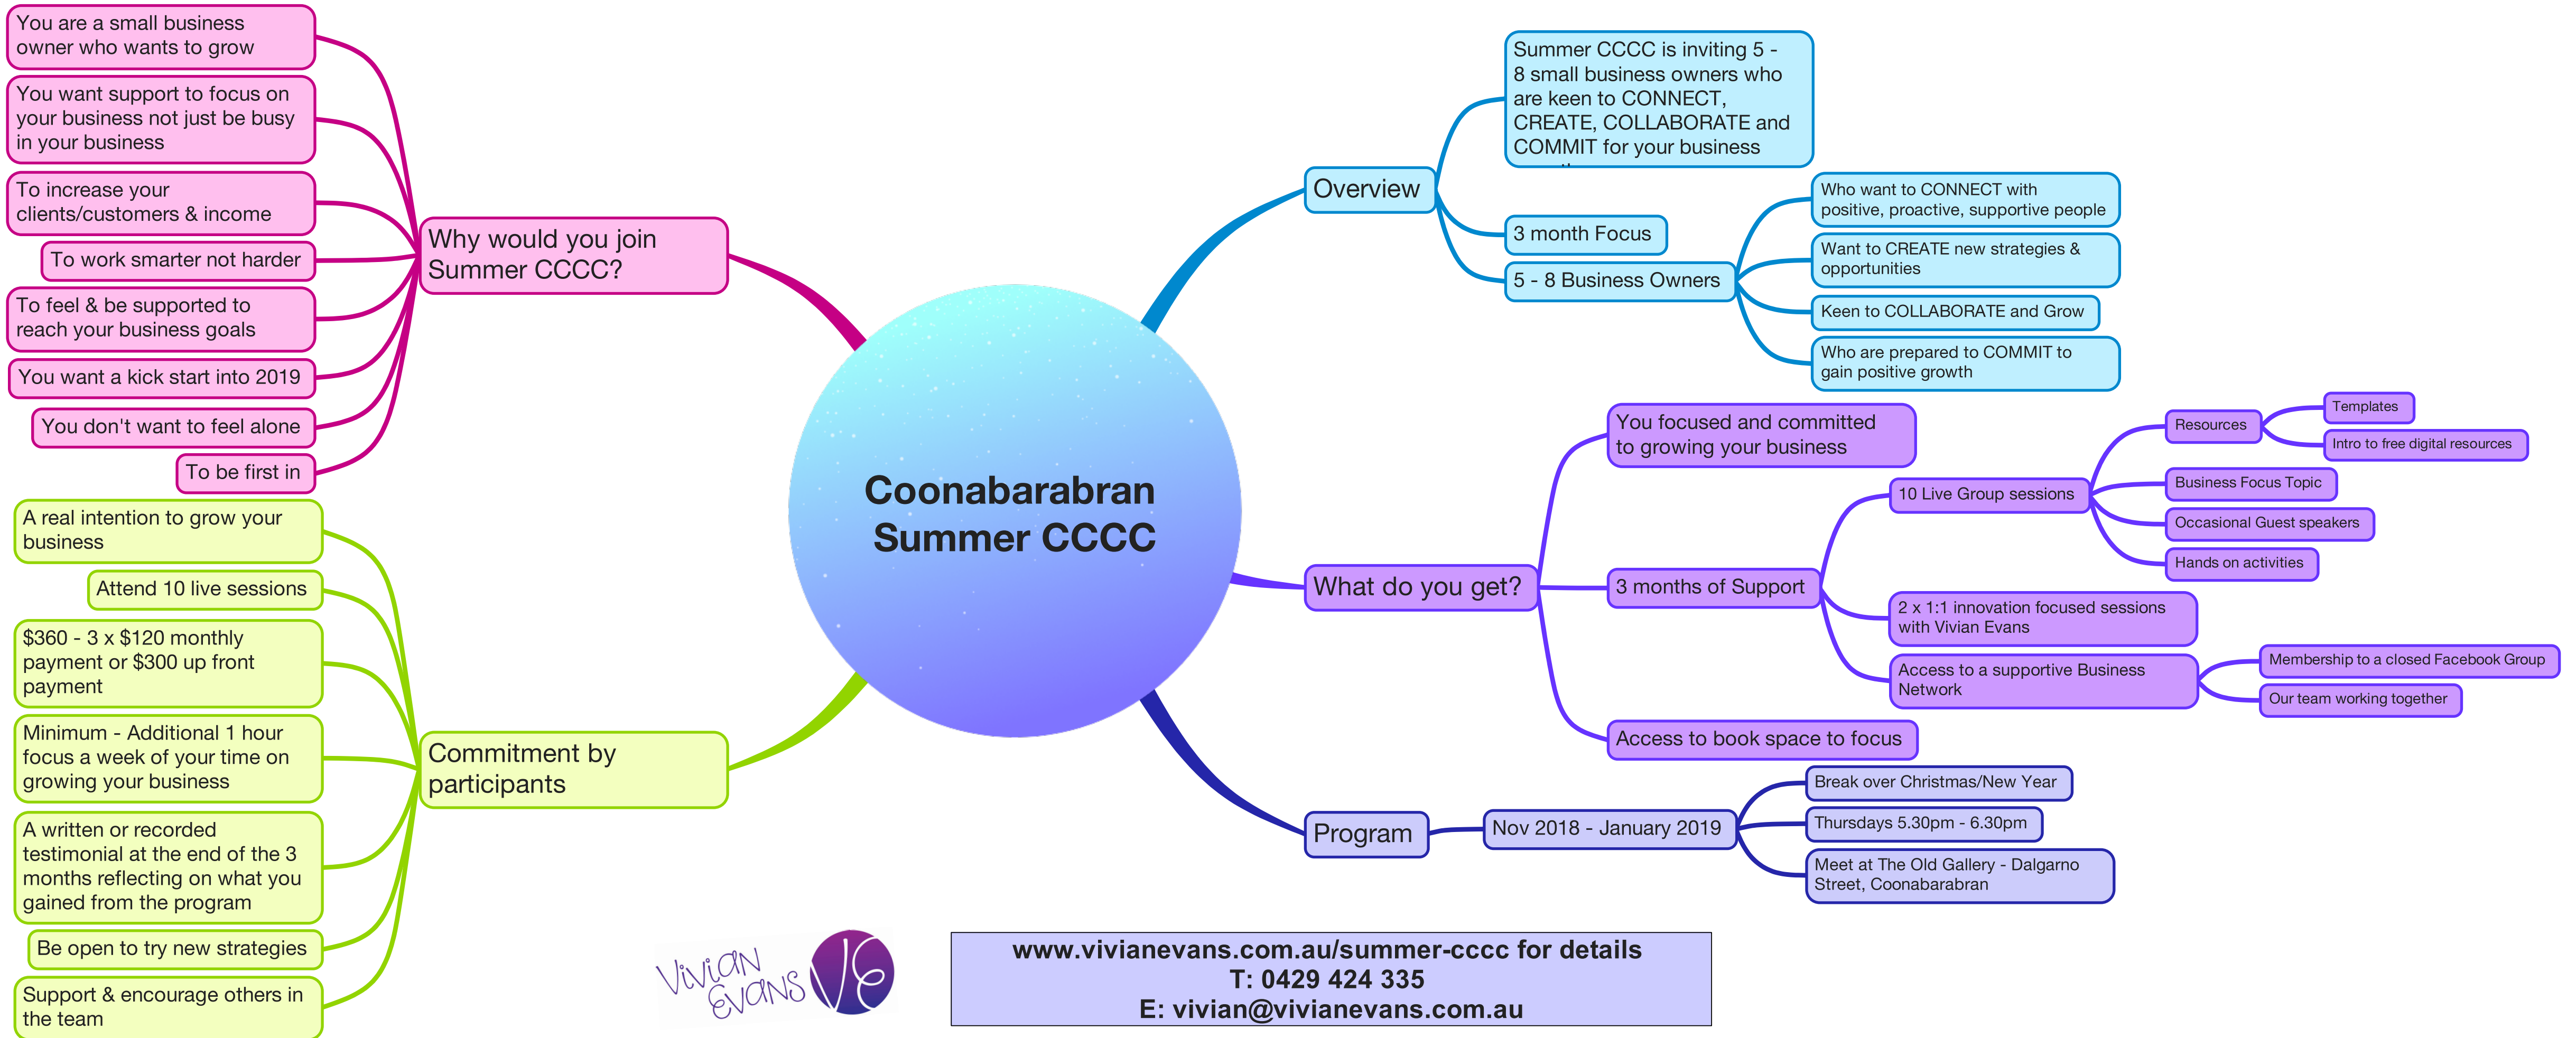 You are a small business
owner who wants to grow
You want support to focus on
your business not just be busy
in your business
To increase your
clients/customers & income
To work smarter not harder
To feel & be supported to
reach your business goals
You want a kick start into 2019
You don't want to feel alone
To be first in
Why would you join
Summer CCCC?
A real intention to grow your
business
Attend 10 live sessions
$360 - 3 x $120 monthly
payment or $300 up front
payment
Minimum - Additional 1 hour
focus a week of your time on
growing your business
A written or recorded
testimonial at the end of the 3
months reflecting on what you
gained from the program
Be open to try new strategies
Support & encourage others in
the team
Commitment by
participants
Coonabarabran
Summer CCCC
Overview
Summer CCCC is inviting 5 -
8 small business owners who
are keen to CONNECT,
CREATE, COLLABORATE and
COMMIT for your business
3 month Focus
5 - 8 Business Owners
Who want to CONNECT with
positive, proactive, supportive people
Want to CREATE new strategies &
opportunities
Keen to COLLABORATE and Grow
Who are prepared to COMMIT to
gain positive growth
What do you get?
You focused and committed
to growing your business
3 months of Support
10 Live Group sessions
Resources
Templates
Intro to free digital resources
Business Focus Topic
Occasional Guest speakers
Hands on activities
2 x 1:1 innovation focused sessions
with Vivian Evans
Access to a supportive Business
Network
Membership to a closed Facebook Group
Our team working together
Access to book space to focus
Program
Nov 2018 - January 2019
Break over Christmas/New Year
Thursdays 5.30pm - 6.30pm
Meet at The Old Gallery - Dalgarno
Street, Coonabarabran
Vivian
Evans
VE
www.vivianevans.com.au/summer-cccc for details
T: 0429 424 335
E: vivian@vivianevans.com.au